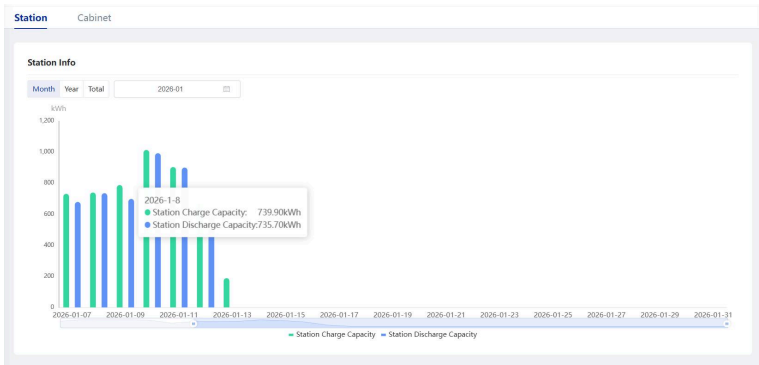 Station Cabinet
Station Info
Month Year Total 2026-01
kWh
1,200
1,000
800
600
400
200
0
2026-1-8
Station Charge Capacity: 739.90kWh
Station Discharge Capacity:735.70kWh
2026-01-07 2026-01-09 2026-01-11 2026-01-13 2026-01-15 2026-01-17 2026-01-19 2026-01-21 2026-01-23 2026-01-25 2026-01-27 2026-01-29 2026-01-31
Station Charge Capacity Station Discharge Capacity